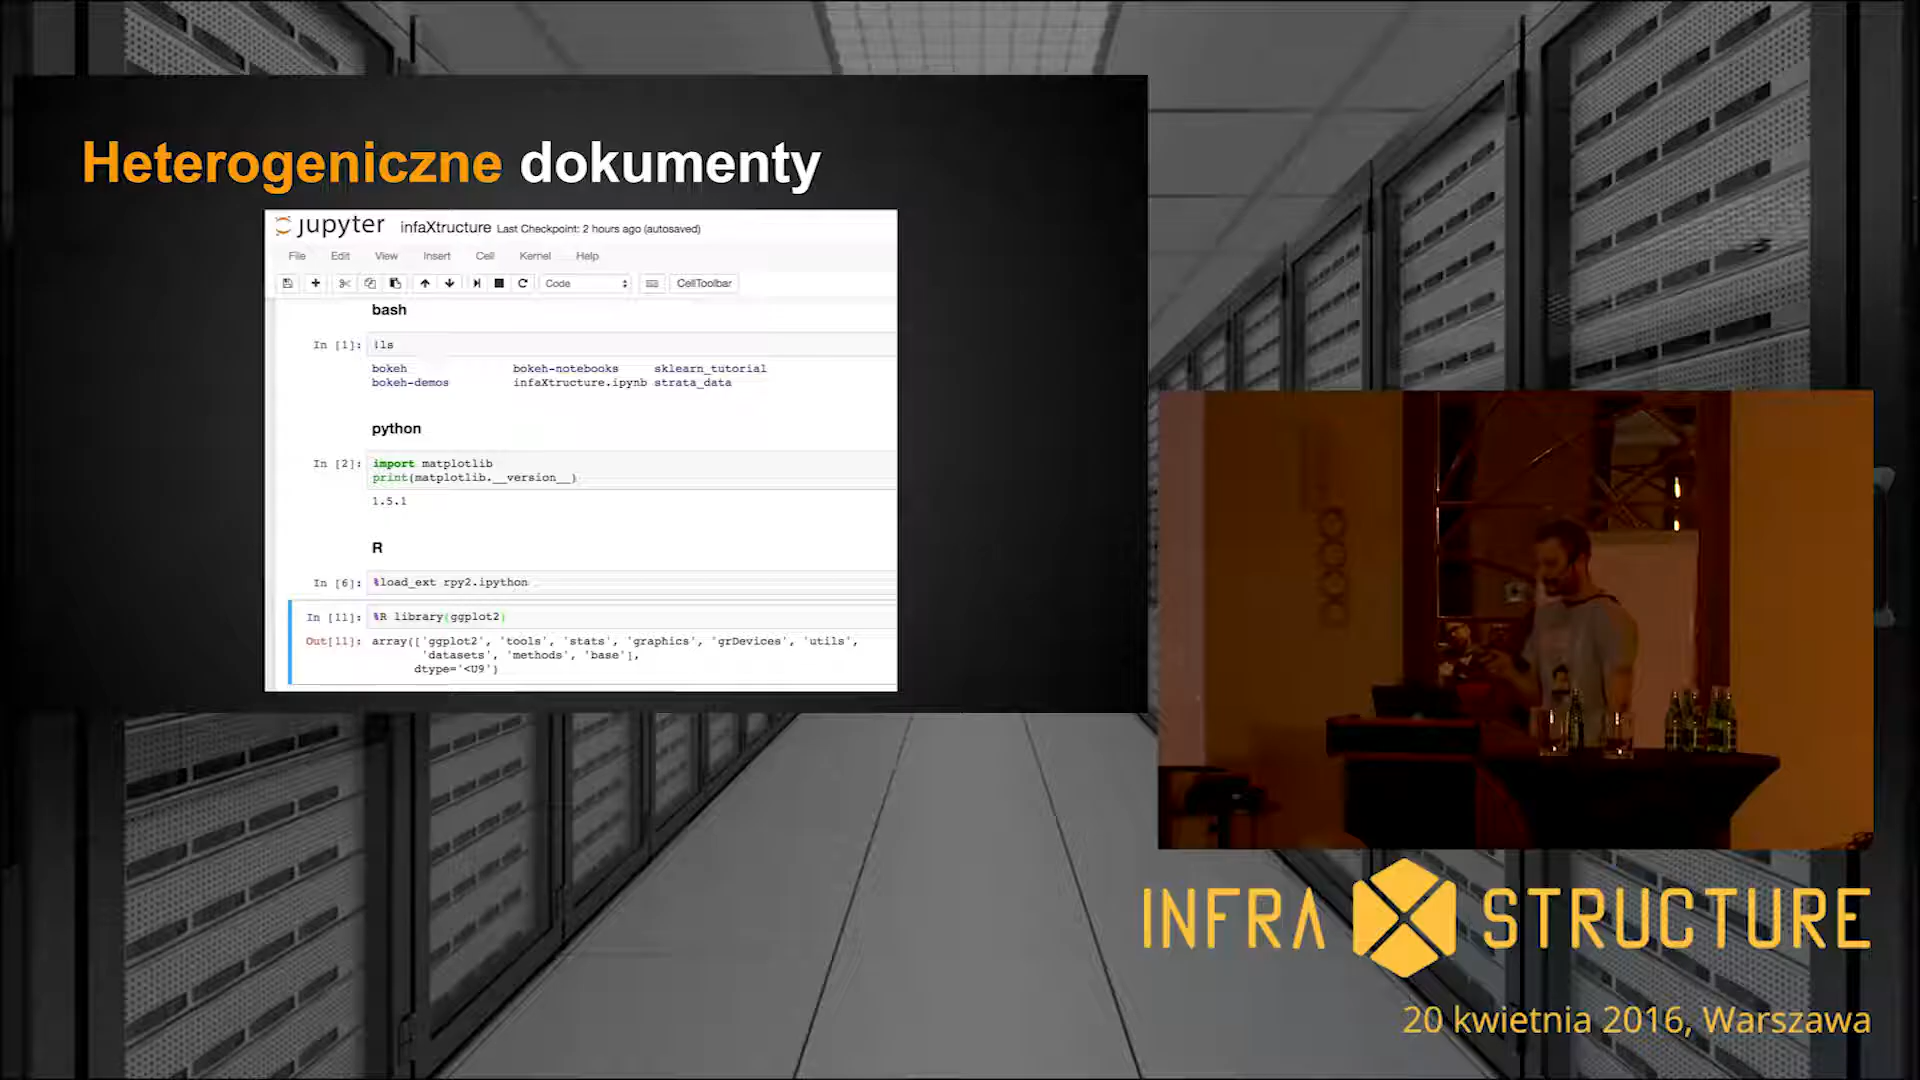 Heterogeniczne dokumenty
jupyter infaXtructure Last Checkpoint: 2 hours ago (autosaved)
File Edit View Insert Cell Kernel Help
Code CellToolbar
bash
In [1]: !ls
bokeh bokeh-notebooks sklearn_tutorial
bokeh-demos infaXtructure.ipynb strata_data
python
In [2]: import matplotlib
print(matplotlib.__version__)
1.5.1
R
In [6]: %load_ext rpy2.ipython
In [11]: %R library(ggplot2)
Out[11]: array(['ggplot2', 'tools', 'stats', 'graphics', 'grDevices', 'utils',
'datasets', 'methods', 'base'],
dtype='<U9')
INFRA X STRUCTURE
20 kwietnia 2016, Warszawa